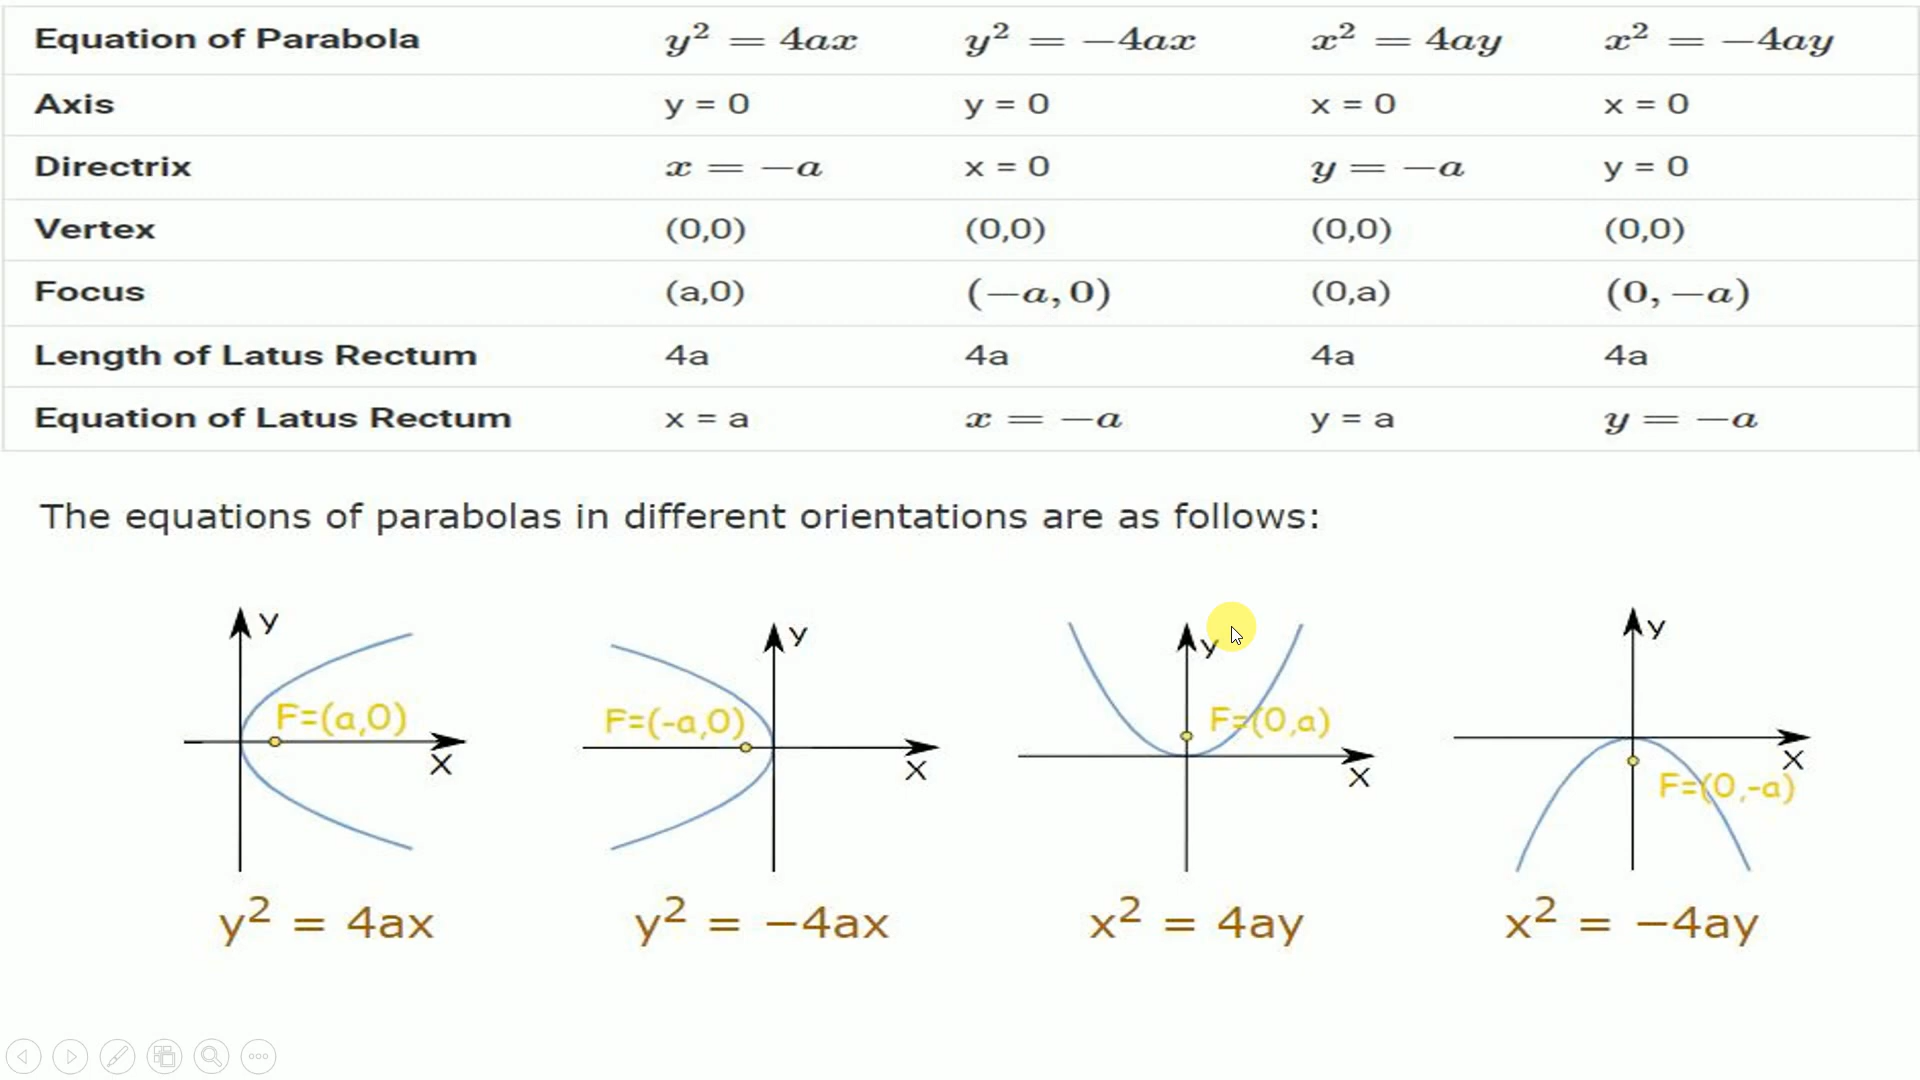 Equation of Parabola y² = 4ax y² = −4ax x² = 4ay x² = −4ay
Axis y = 0 y = 0 x = 0 x = 0
Directrix x = −a x = 0 y = −a y = 0
Vertex (0,0) (0,0) (0,0) (0,0)
Focus (a,0) (−a, 0) (0,a) (0, −a)
Length of Latus Rectum 4a 4a 4a 4a
Equation of Latus Rectum x = a x = −a y = a y = −a
The equations of parabolas in different orientations are as follows:
y y y y
F=(a,0) F=(-a,0) F=(0,a) F=(0,-a)
x x x x
y² = 4ax y² = −4ax x² = 4ay x² = −4ay